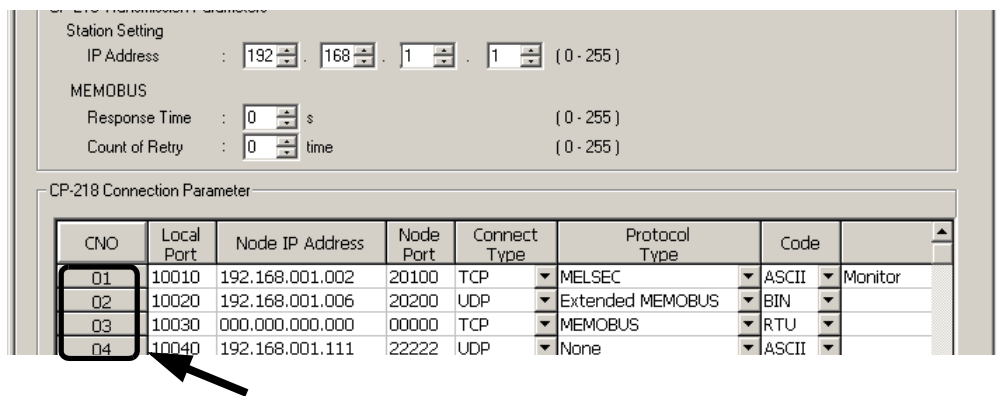 CP-218 Transmission Parameters
Station Setting
IP Address : 192 . 168 . 1 . 1 ( 0 - 255 )
MEMOBUS
Response Time : 0 s ( 0 - 255 )
Count of Retry : 0 time ( 0 - 255 )
CP-218 Connection Parameter
CNO Local Port Node IP Address Node Port Connect Type Protocol Type Code
01 10010 192.168.001.002 20100 TCP MELSEC ASCII Monitor
02 10020 192.168.001.006 20200 UDP Extended MEMOBUS BIN
03 10030 000.000.000.000 00000 TCP MEMOBUS RTU
04 10040 192.168.001.111 22222 UDP None ASCII